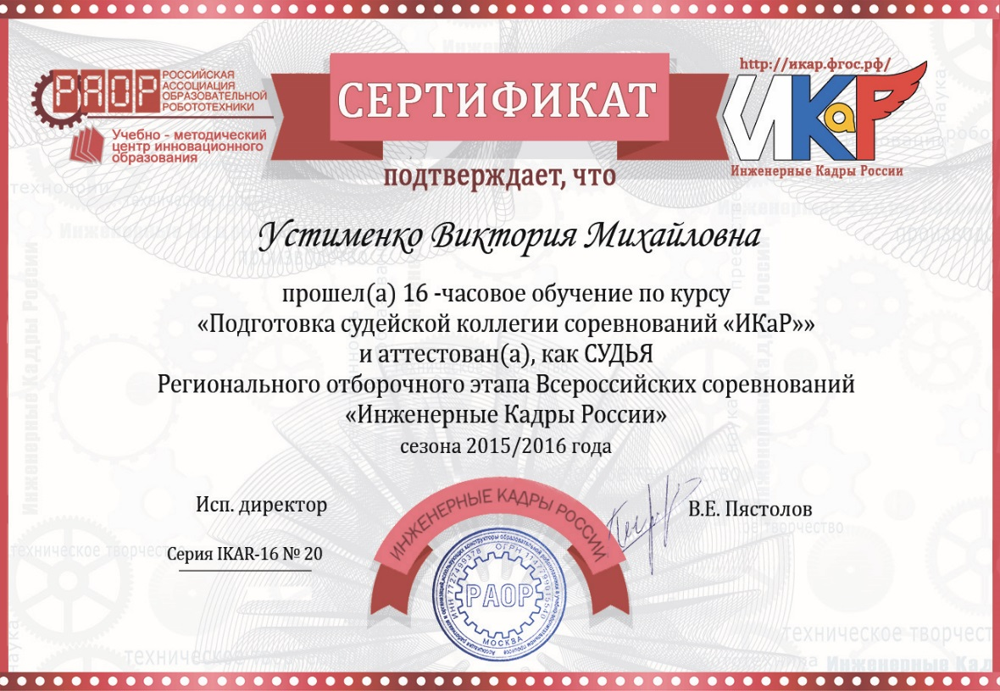 РАОР
РОССИЙСКАЯ
АССОЦИАЦИЯ
ОБРАЗОВАТЕЛЬНОЙ
РОБОТОТЕХНИКИ
Учебно - методический
центр инновационного
образования
СЕРТИФИКАТ
http://икар.фгос.рф/
ИКаР
Инженерные Кадры России
подтверждает, что
Устименко Виктория Михайловна
прошел(а) 16 -часовое обучение по курсу
«Подготовка судейской коллегии соревнований «ИКаР»»
и аттестован(а), как СУДЬЯ
Регионального отборочного этапа Всероссийских соревнований
«Инженерные Кадры России»
сезона 2015/2016 года
Исп. директор
В.Е. Пястолов
Серия IKAR-16 № 20
ИНЖЕНЕРНЫЕ КАДРЫ РОССИИ
РАОР
МОСКВА